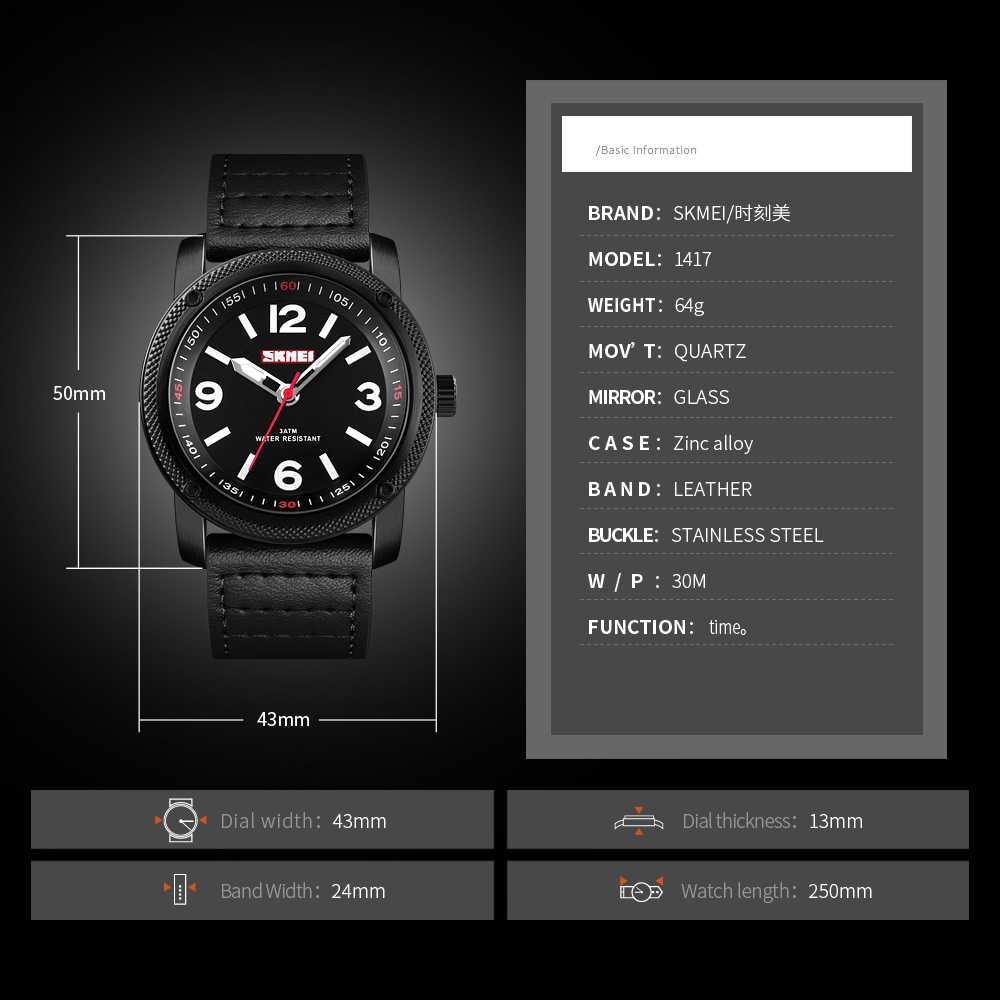 /Basic Information
BRAND: SKMEI/时刻美
MODEL: 1417
WEIGHT: 64g
MOV’T: QUARTZ
MIRROR: GLASS
CASE: Zinc alloy
BAND: LEATHER
BUCKLE: STAINLESS STEEL
W/P: 30M
FUNCTION: time。
60
55 05
12
50 10
SKMEI
45 9 3 15
3ATM
WATER RESISTANT
40 20
6
35 25
30
50mm
43mm
Dial width: 43mm
Dial thickness: 13mm
Band Width: 24mm
Watch length: 250mm